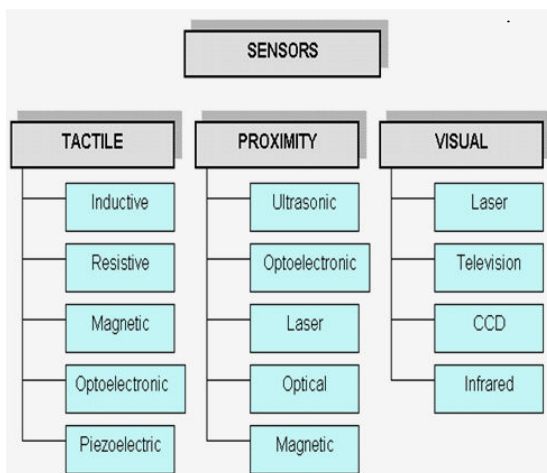 SENSORS
TACTILE
Inductive
Resistive
Magnetic
Optoelectronic
Piezoelectric
PROXIMITY
Ultrasonic
Optoelectronic
Laser
Optical
Magnetic
VISUAL
Laser
Television
CCD
Infrared